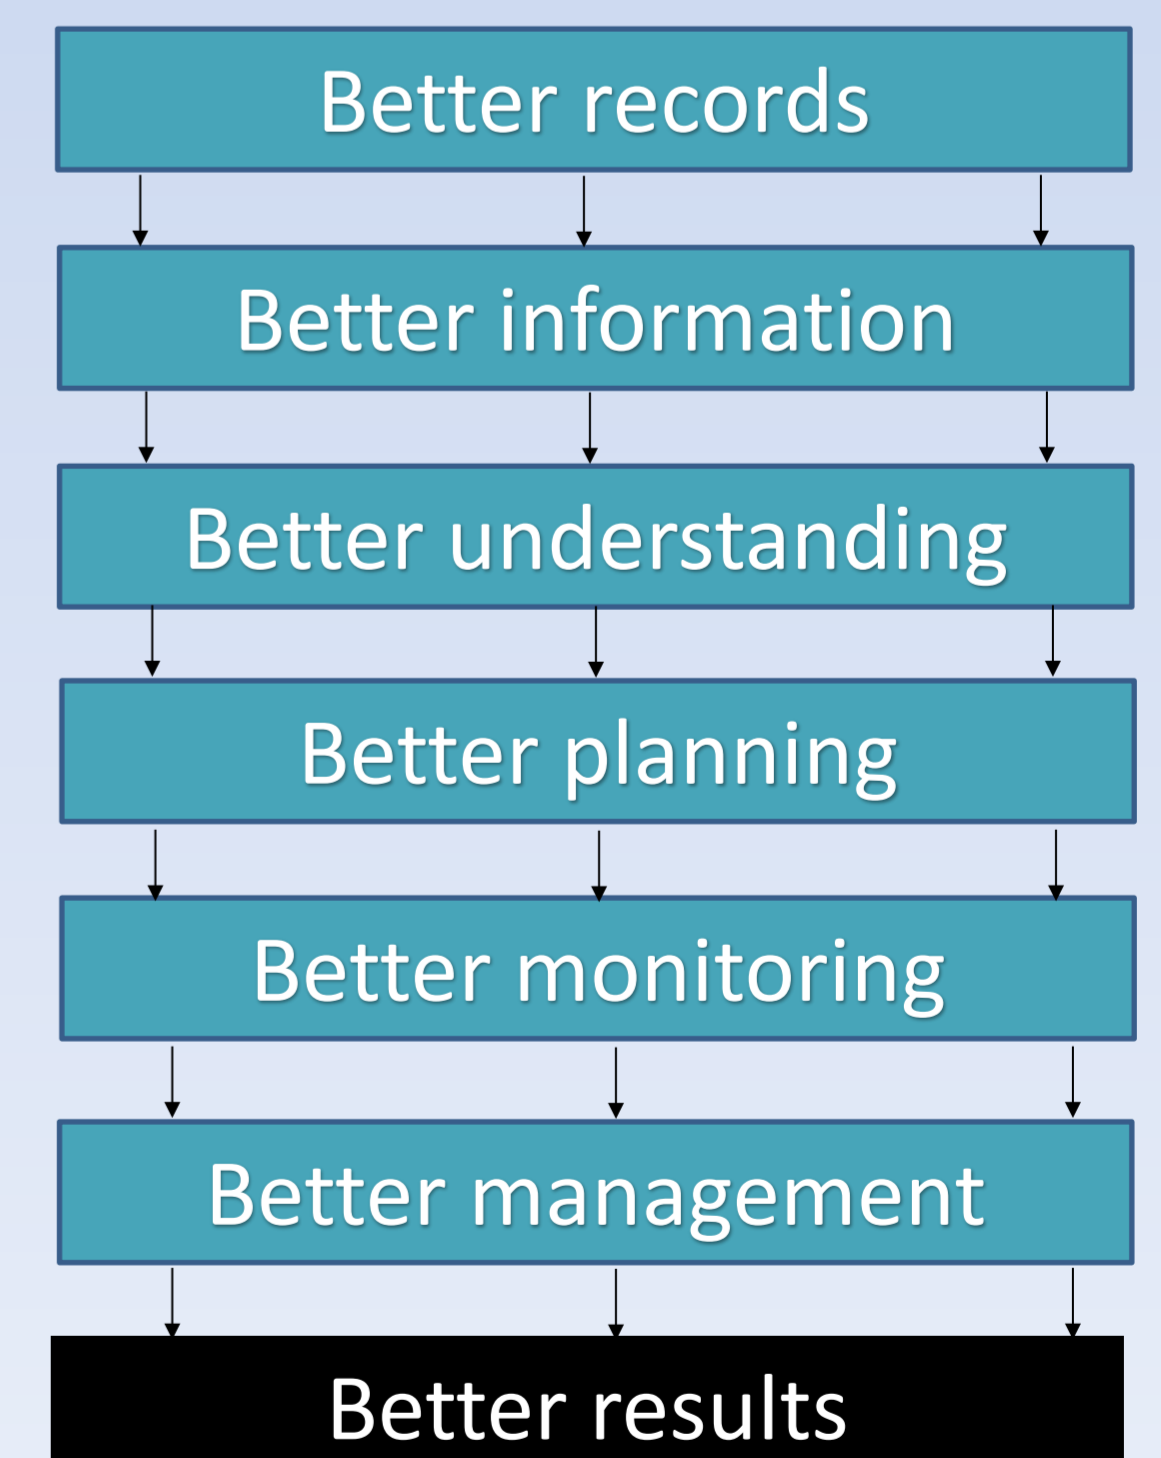 Better records
Better information
Better understanding
Better planning
Better monitoring
Better management
Better results